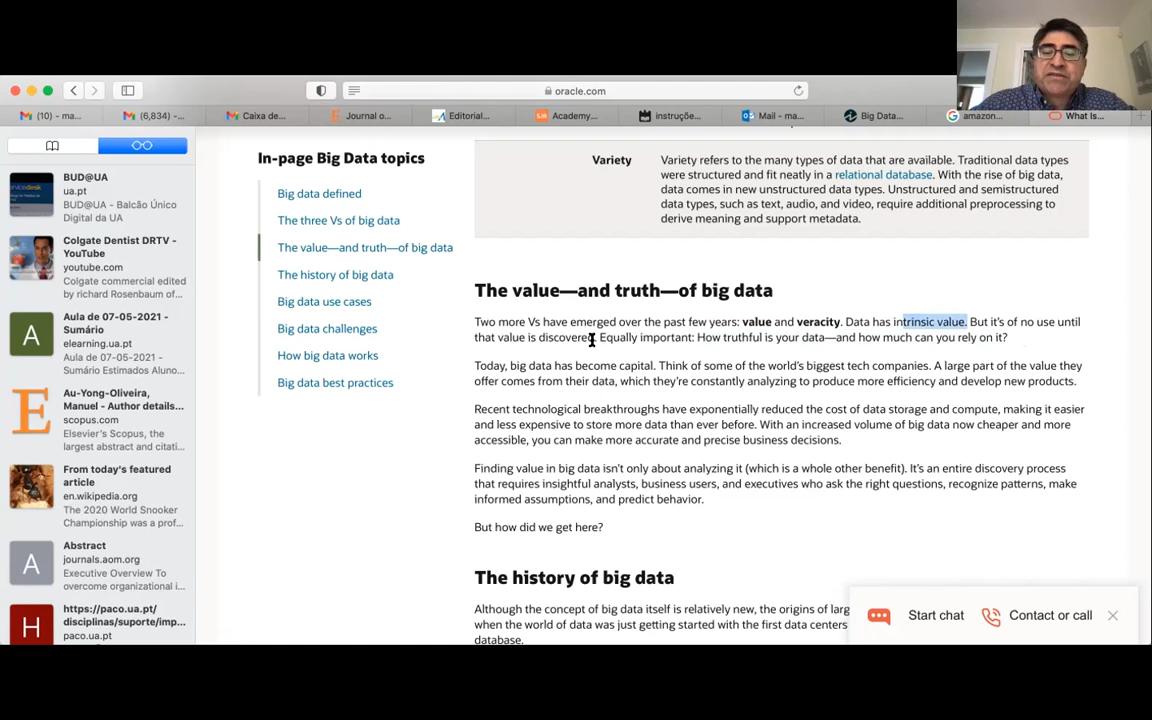 oracle.com
(10) - ma...
(6,834) -...
Caixa de...
Journal o...
Editorial...
Academy...
instruçõe...
Mail - ma...
Big Data...
amazon...
What Is...
BUD@UA
ua.pt
BUD@UA - Balcão Único
Digital da UA
Colgate Dentist DRTV -
YouTube
youtube.com
Colgate commercial edited
by richard Rosenbaum of...
Aula de 07-05-2021 -
Sumário
elearning.ua.pt
Aula de 07-05-2021 -
Sumário Estimados Aluno...
Au-Yong-Oliveira,
Manuel - Author details...
scopus.com
Elsevier's Scopus, the
largest abstract and citati...
From today's featured
article
en.wikipedia.org
The 2020 World Snooker
Championship was a prof...
Abstract
journals.aom.org
Executive Overview To
overcome organizational i...
https://paco.ua.pt/
disciplinas/suporte/imp...
paco.ua.pt
In-page Big Data topics
Big data defined
The three Vs of big data
The value—and truth—of big data
The history of big data
Big data use cases
Big data challenges
How big data works
Big data best practices
Variety
Variety refers to the many types of data that are available. Traditional data types
were structured and fit neatly in a relational database. With the rise of big data,
data comes in new unstructured data types. Unstructured and semistructured
data types, such as text, audio, and video, require additional preprocessing to
derive meaning and support metadata.
The value—and truth—of big data
Two more Vs have emerged over the past few years: value and veracity. Data has intrinsic value. But it's of no use until
that value is discovered. Equally important: How truthful is your data—and how much can you rely on it?
Today, big data has become capital. Think of some of the world's biggest tech companies. A large part of the value they
offer comes from their data, which they're constantly analyzing to produce more efficiency and develop new products.
Recent technological breakthroughs have exponentially reduced the cost of data storage and compute, making it easier
and less expensive to store more data than ever before. With an increased volume of big data now cheaper and more
accessible, you can make more accurate and precise business decisions.
Finding value in big data isn't only about analyzing it (which is a whole other benefit). It's an entire discovery process
that requires insightful analysts, business users, and executives who ask the right questions, recognize patterns, make
informed assumptions, and predict behavior.
But how did we get here?
The history of big data
Although the concept of big data itself is relatively new, the origins of larg
when the world of data was just getting started with the first data centers
database.
Start chat
Contact or call
A
E
A
H